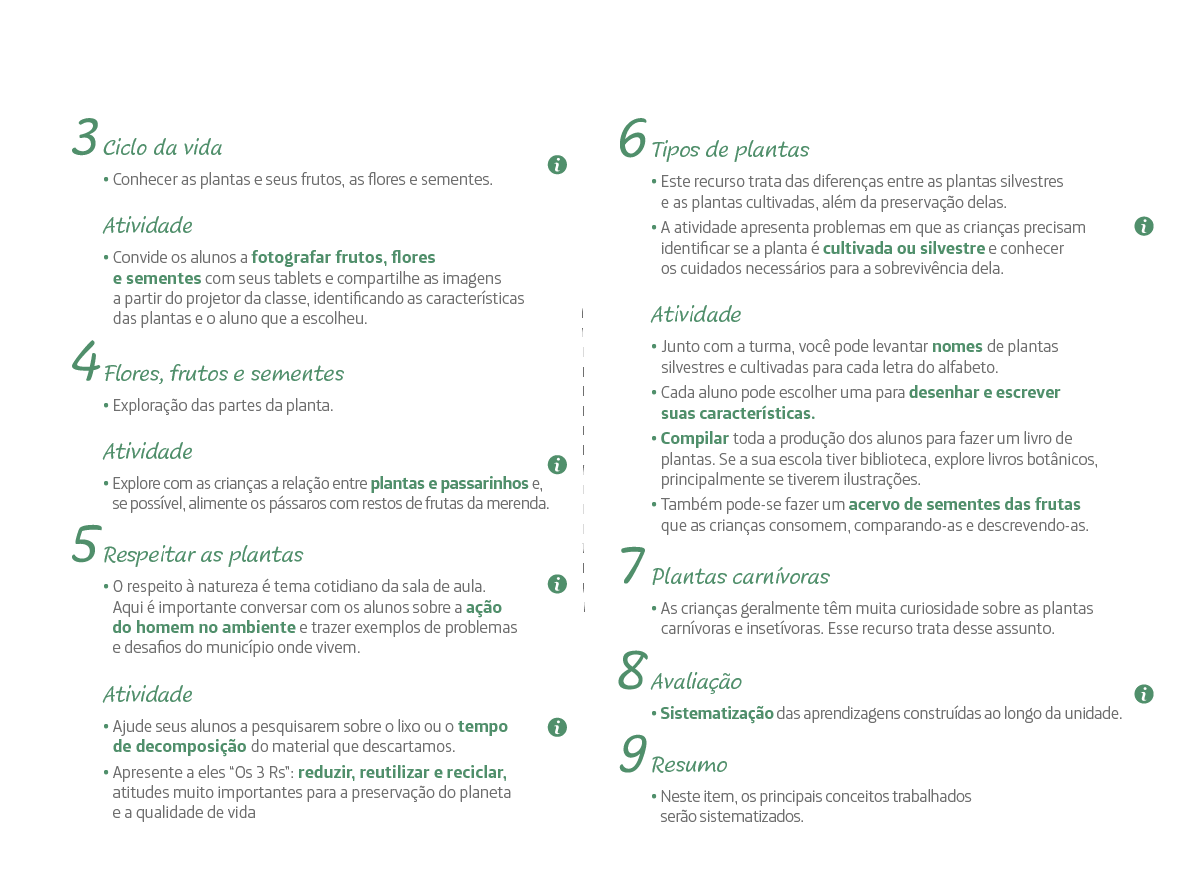 3 Ciclo da vida
• Conhecer as plantas e seus frutos, as flores e sementes.
i
Atividade
• Convide os alunos a fotografar frutos, flores
e sementes com seus tablets e compartilhe as imagens
a partir do projetor da classe, identificando as características
das plantas e o aluno que a escolheu.
4 Flores, frutos e sementes
• Exploração das partes da planta.
Atividade
i
• Explore com as crianças a relação entre plantas e passarinhos e,
se possível, alimente os pássaros com restos de frutas da merenda.
5 Respeitar as plantas
• O respeito à natureza é tema cotidiano da sala de aula.
i
Aqui é importante conversar com os alunos sobre a ação
do homem no ambiente e trazer exemplos de problemas
e desafios do município onde vivem.
Atividade
• Ajude seus alunos a pesquisarem sobre o lixo ou o tempo
i
de decomposição do material que descartamos.
• Apresente a eles “Os 3 Rs”: reduzir, reutilizar e reciclar,
atitudes muito importantes para a preservação do planeta
e a qualidade de vida
6 Tipos de plantas
• Este recurso trata das diferenças entre as plantas silvestres
e as plantas cultivadas, além da preservação delas.
• A atividade apresenta problemas em que as crianças precisam
i
identificar se a planta é cultivada ou silvestre e conhecer
os cuidados necessários para a sobrevivência dela.
Atividade
• Junto com a turma, você pode levantar nomes de plantas
silvestres e cultivadas para cada letra do alfabeto.
• Cada aluno pode escolher uma para desenhar e escrever
suas características.
• Compilar toda a produção dos alunos para fazer um livro de
plantas. Se a sua escola tiver biblioteca, explore livros botânicos,
principalmente se tiverem ilustrações.
• Também pode-se fazer um acervo de sementes das frutas
que as crianças consomem, comparando-as e descrevendo-as.
7 Plantas carnívoras
• As crianças geralmente têm muita curiosidade sobre as plantas
carnívoras e insetívoras. Esse recurso trata desse assunto.
8 Avaliação
i
• Sistematização das aprendizagens construídas ao longo da unidade.
9 Resumo
• Neste item, os principais conceitos trabalhados
serão sistematizados.